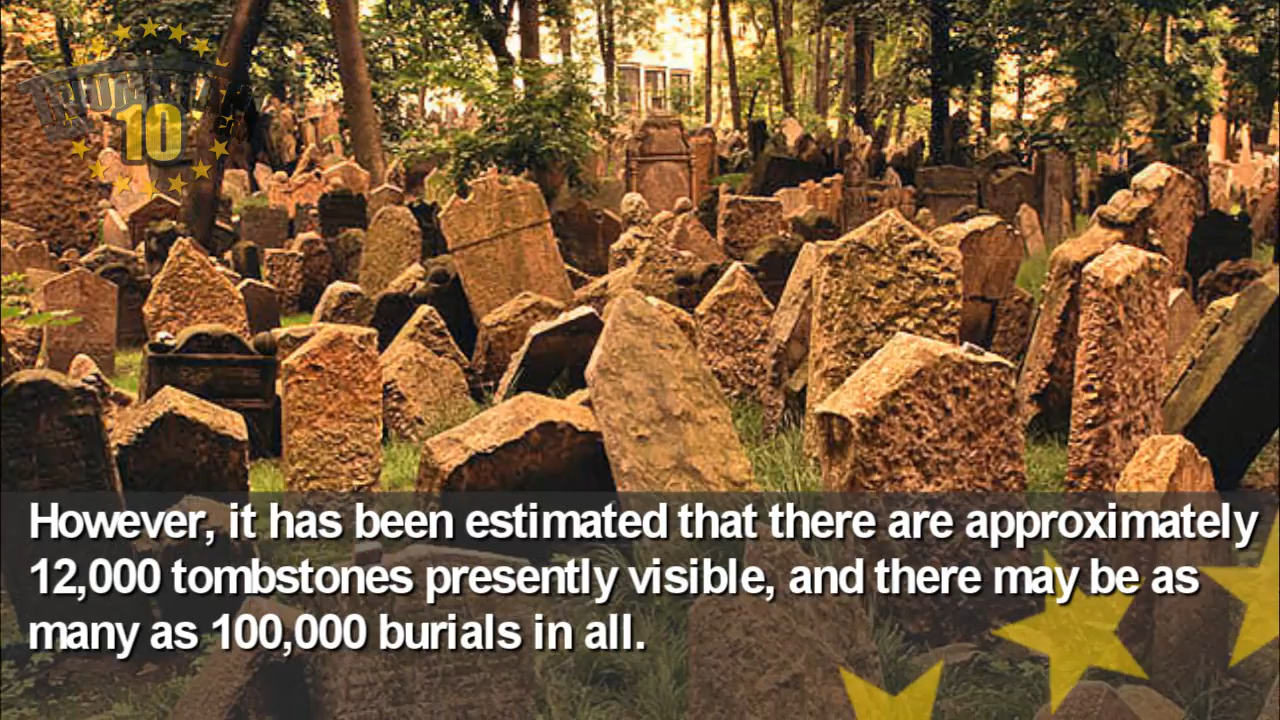 10
However, it has been estimated that there are approximately
12,000 tombstones presently visible, and there may be as
many as 100,000 burials in all.